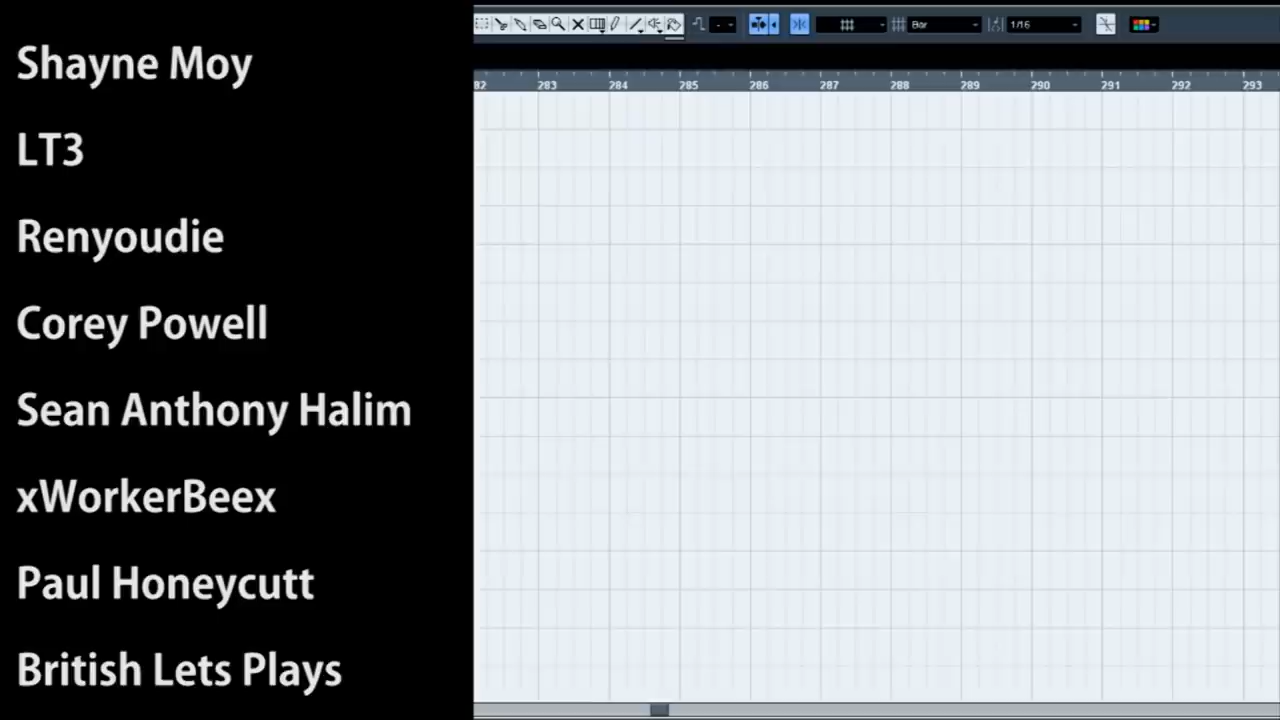 Shayne Moy
LT3
Renyoudie
Corey Powell
Sean Anthony Halim
xWorkerBeex
Paul Honeycutt
British Lets Plays
Bar
1/16
82 283 284 285 286 287 288 289 290 291 292 293